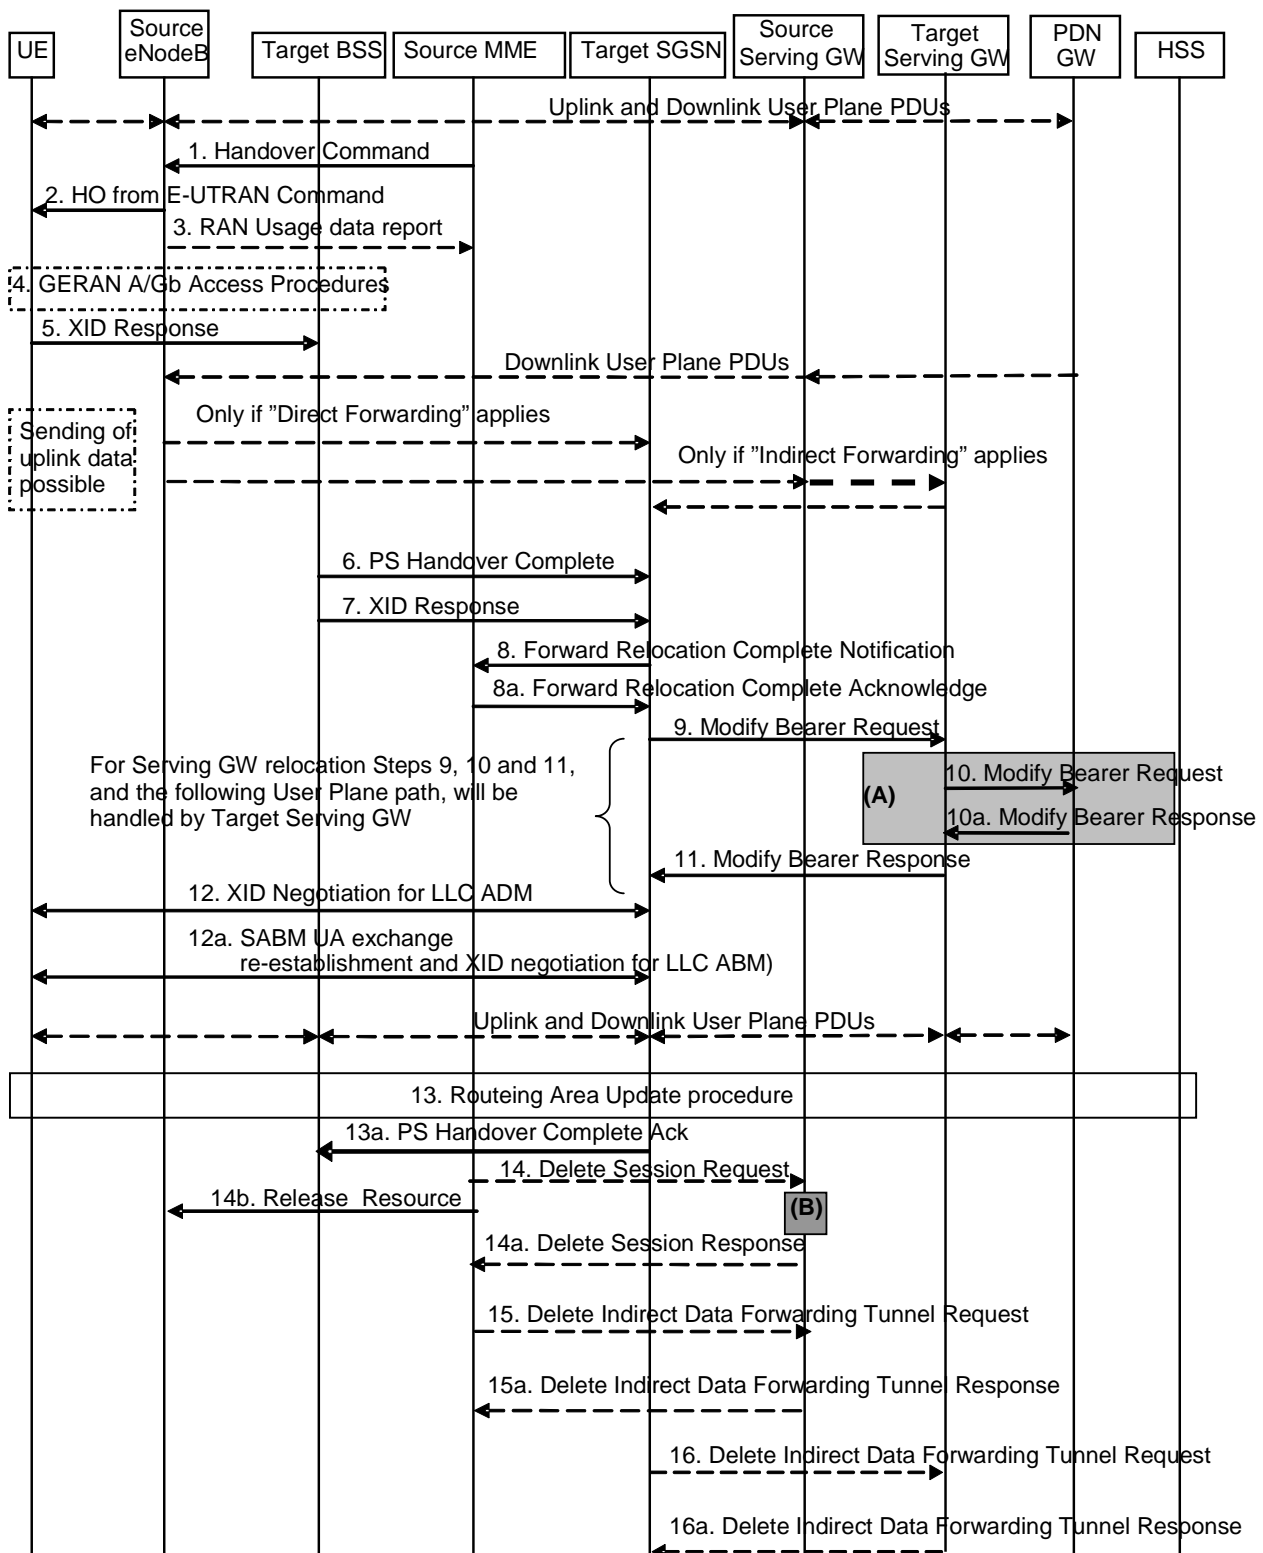 UE
Source
eNodeB
Target BSS
Source MME
Target SGSN
Source
Serving GW
Target
Serving GW
PDN
GW
HSS
Uplink and Downlink User Plane PDUs
1. Handover Command
2. HO from E-UTRAN Command
3. RAN Usage data report
4. GERAN A/Gb Access Procedures
5. XID Response
Downlink User Plane PDUs
Only if ”Direct Forwarding” applies
Sending of
uplink data
possible
Only if ”Indirect Forwarding” applies
6. PS Handover Complete
7. XID Response
8. Forward Relocation Complete Notification
8a. Forward Relocation Complete Acknowledge
9. Modify Bearer Request
For Serving GW relocation Steps 9, 10 and 11,
and the following User Plane path, will be
handled by Target Serving GW
(A)
10. Modify Bearer Request
10a. Modify Bearer Response
11. Modify Bearer Response
12. XID Negotiation for LLC ADM
12a. SABM UA exchange
re-establishment and XID negotiation for LLC ABM)
Uplink and Downlink User Plane PDUs
13. Routeing Area Update procedure
13a. PS Handover Complete Ack
14. Delete Session Request
14b. Release Resource
(B)
14a. Delete Session Response
15. Delete Indirect Data Forwarding Tunnel Request
15a. Delete Indirect Data Forwarding Tunnel Response
16. Delete Indirect Data Forwarding Tunnel Request
16a. Delete Indirect Data Forwarding Tunnel Response